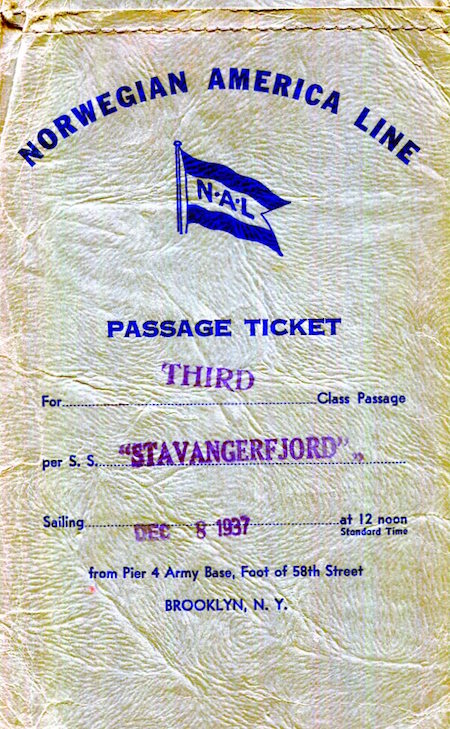 NORWEGIAN AMERICA LINE
N·A·L
PASSAGE TICKET
THIRD
For..........Class Passage
per S. S. "STAVANGERFJORD"„
Sailing DEC 8 1937 at 12 noon
Standard Time
from Pier 4 Army Base, Foot of 58th Street
BROOKLYN, N. Y.